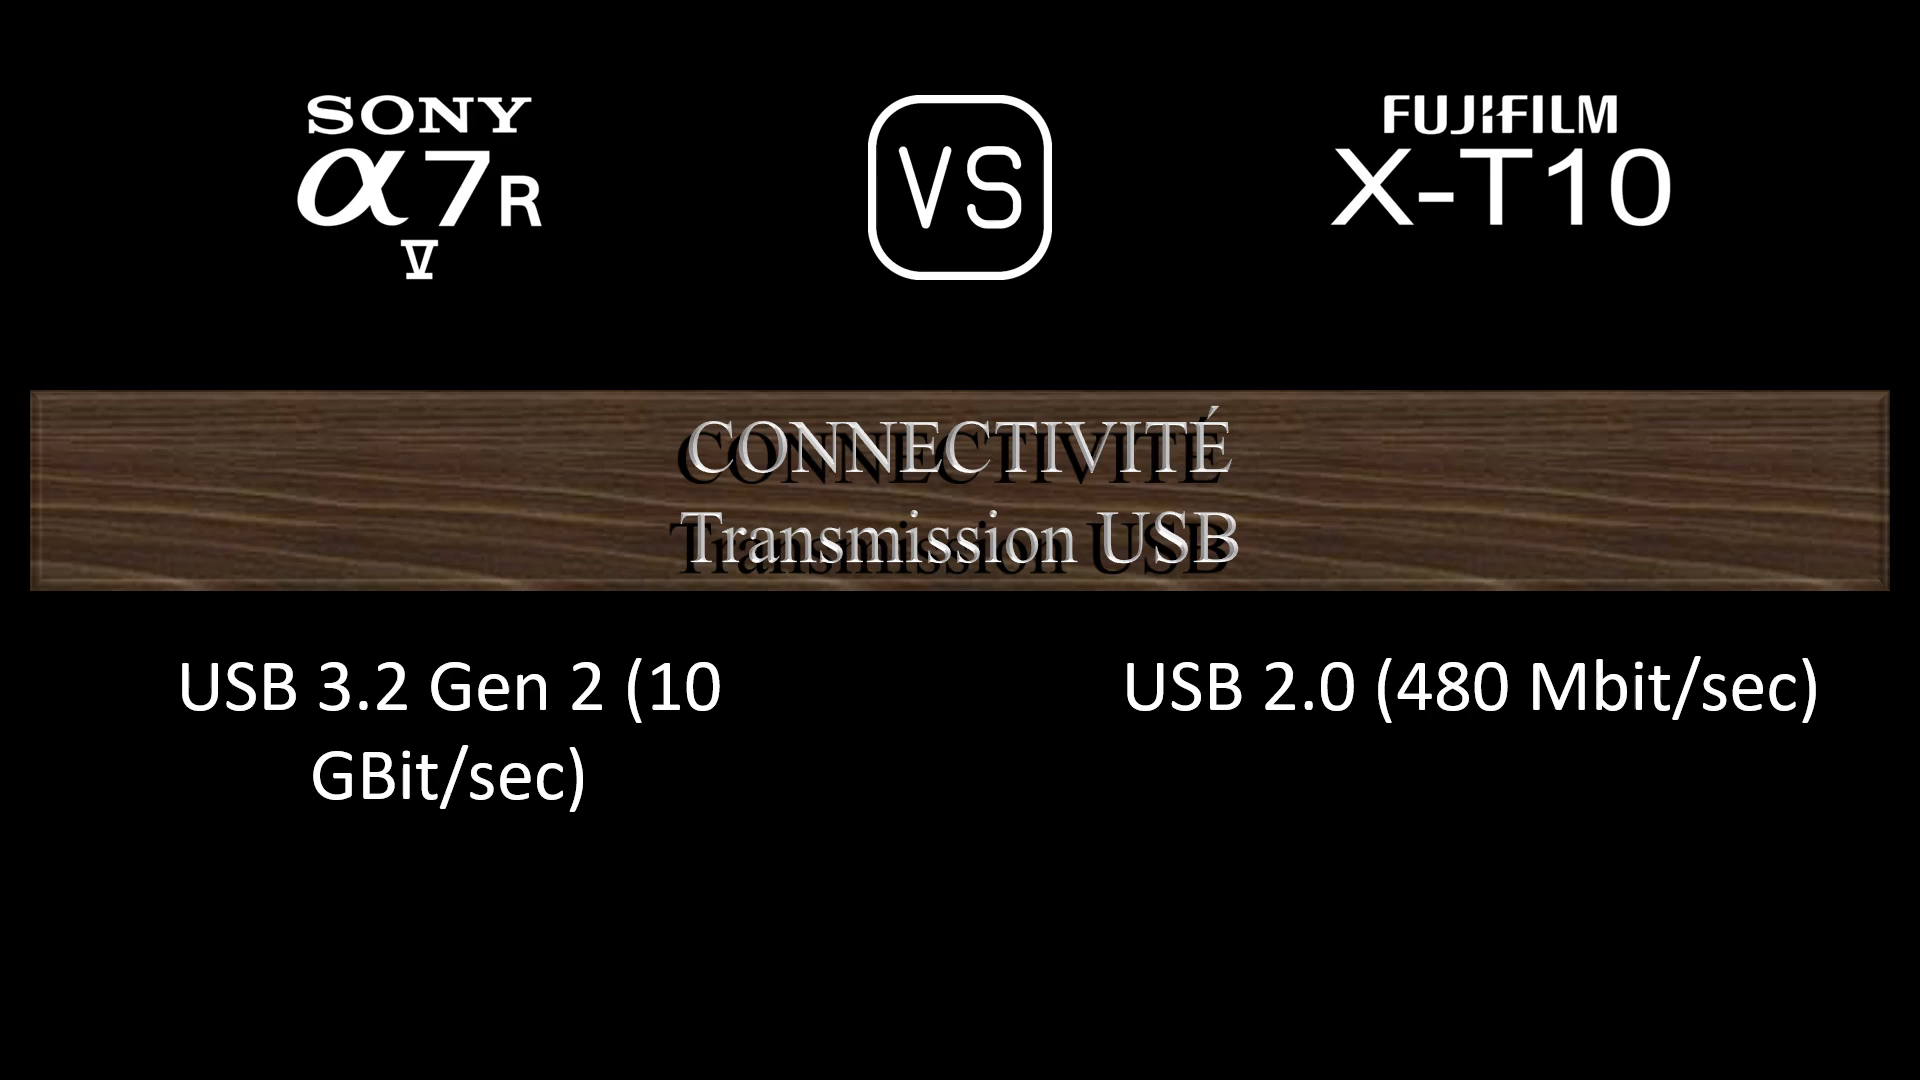 SONY
α7R
V
VS
FUJIFILM
X-T10
CONNECTIVITÉ
Transmission USB
USB 3.2 Gen 2 (10
GBit/sec)
USB 2.0 (480 Mbit/sec)